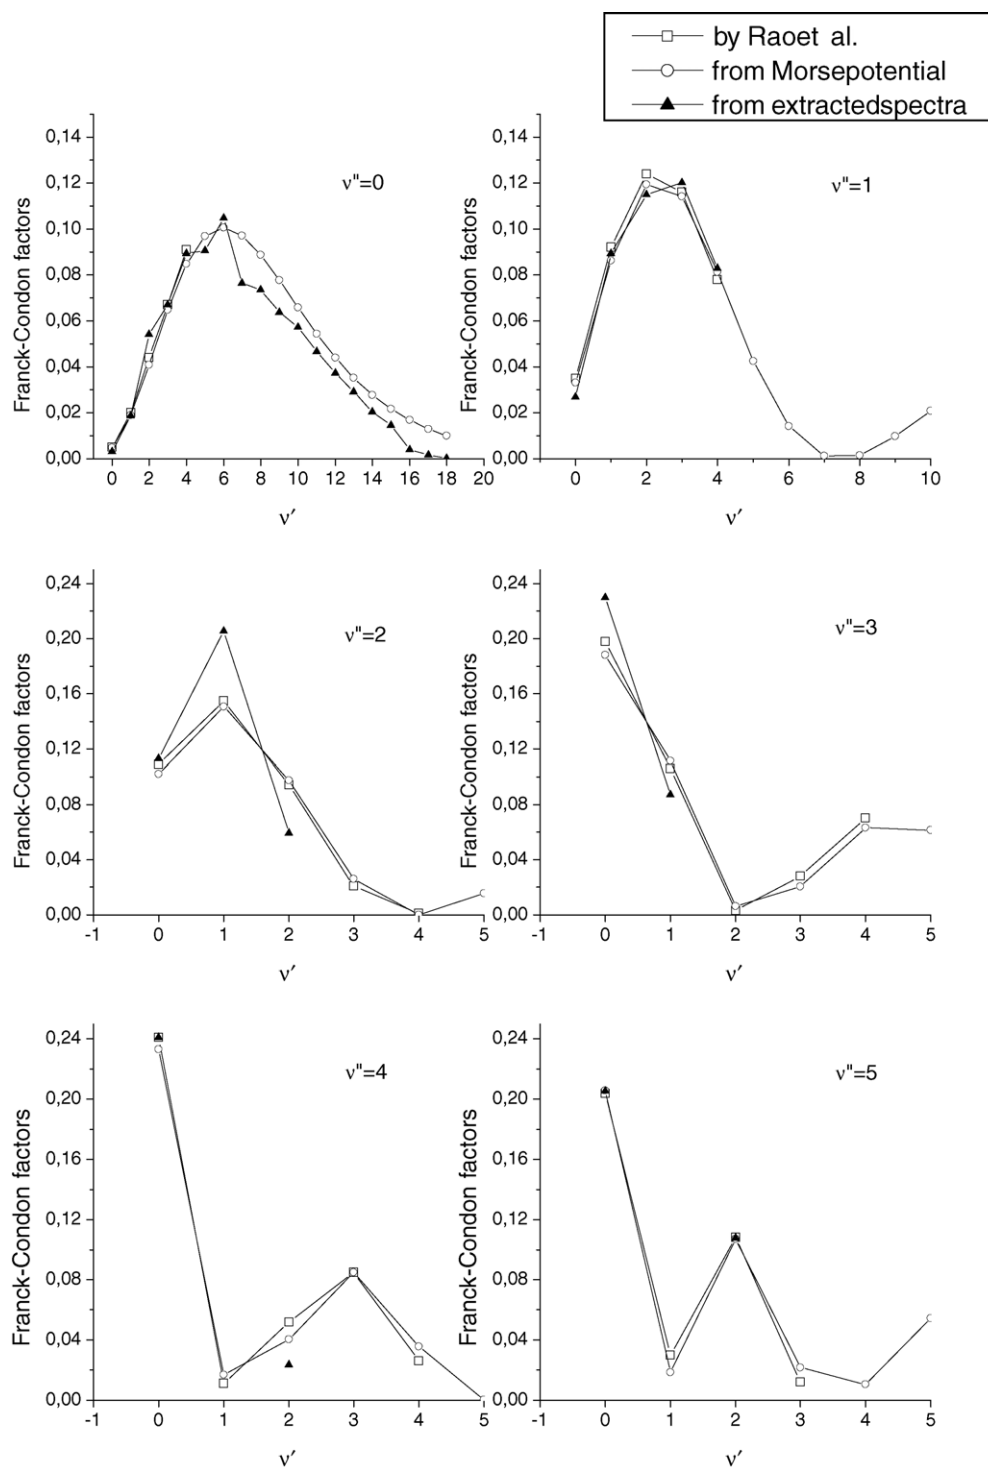 by Raoet al.
from Morsepotential
from extractedspectra
0,14
0,12
0,10
0,08
0,06
0,04
0,02
0,00
Franck-Condon factors
ν"=0
0 2 4 6 8 10 12 14 16 18 20
ν′
0,14
0,12
0,10
0,08
0,06
0,04
0,02
0,00
Franck-Condon factors
ν"=1
0 2 4 6 8 10
ν′
0,24
0,20
0,16
0,12
0,08
0,04
0,00
Franck-Condon factors
ν"=2
-1 0 1 2 3 4 5
ν′
0,24
0,20
0,16
0,12
0,08
0,04
0,00
Franck-Condon factors
ν"=3
-1 0 1 2 3 4 5
ν′
0,24
0,20
0,16
0,12
0,08
0,04
0,00
Franck-Condon factors
ν"=4
-1 0 1 2 3 4 5
ν′
0,24
0,20
0,16
0,12
0,08
0,04
0,00
Franck-Condon factors
ν"=5
-1 0 1 2 3 4 5
ν′